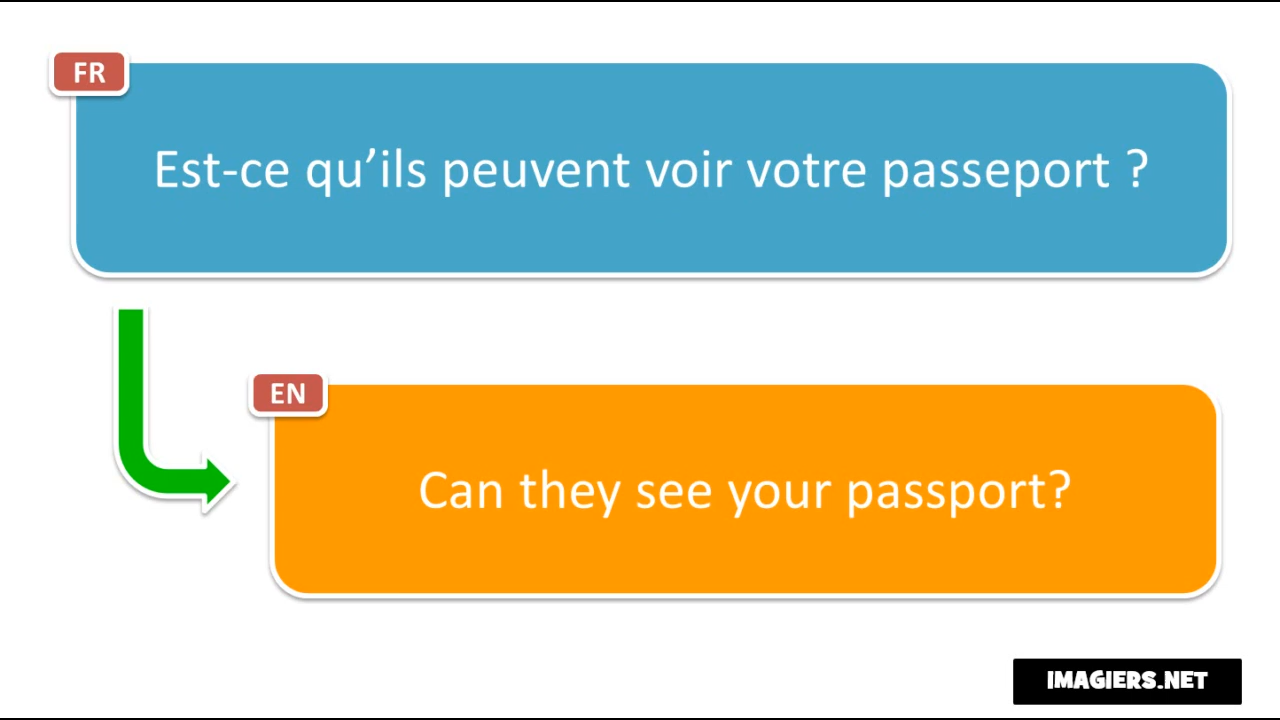 FR
Est-ce qu’ils peuvent voir votre passeport ?
EN
Can they see your passport?
IMAGIERS.NET